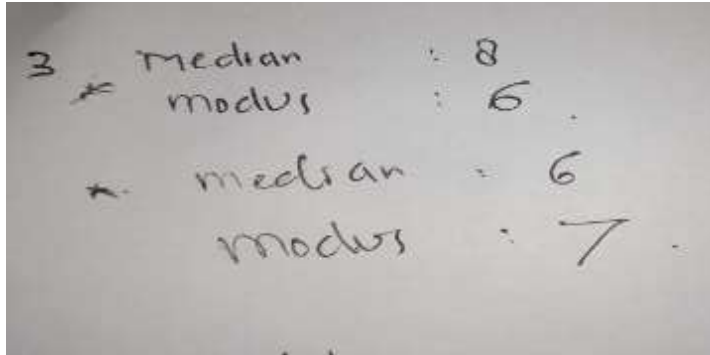 3 median : 8
* modus : 6.
*. median : 6
modus : 7.